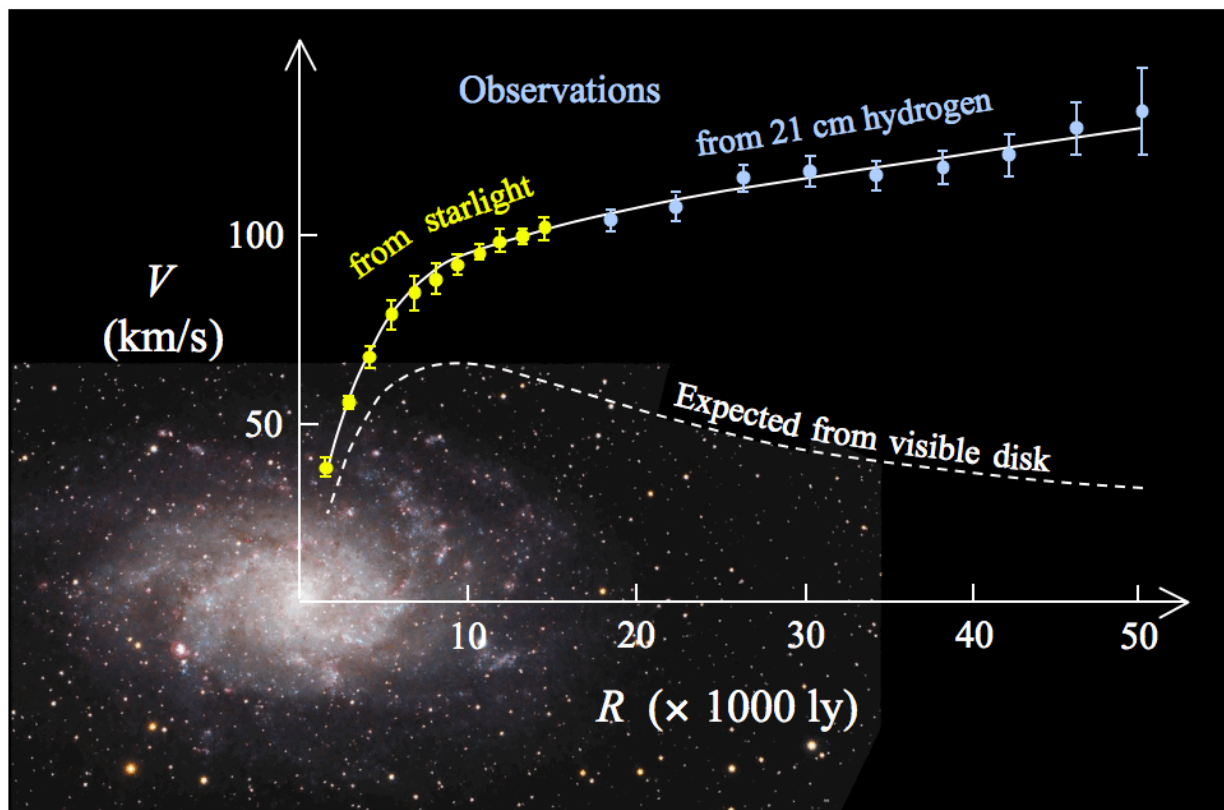 Observations
from 21 cm hydrogen
from starlight
100
V
(km/s)
50
Expected from visible disk
10 20 30 40 50
R (× 1000 ly)